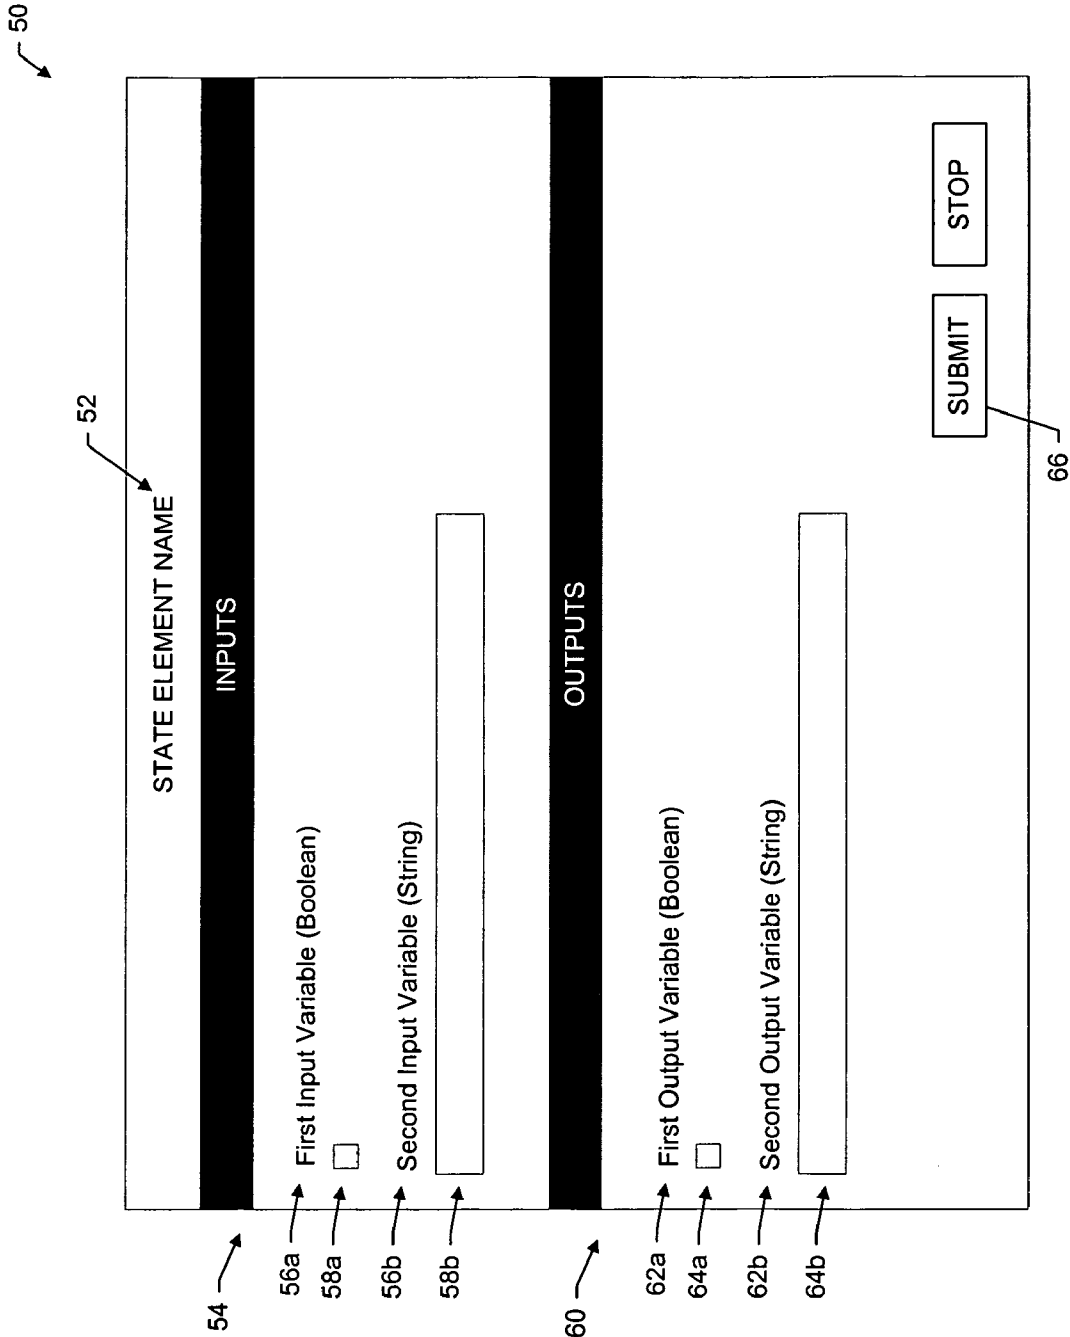 50
52
STATE ELEMENT NAME
54
INPUTS
56a
First Input Variable (Boolean)
58a
56b
Second Input Variable (String)
58b
60
OUTPUTS
62a
First Output Variable (Boolean)
64a
62b
Second Output Variable (String)
64b
SUBMIT
STOP
66